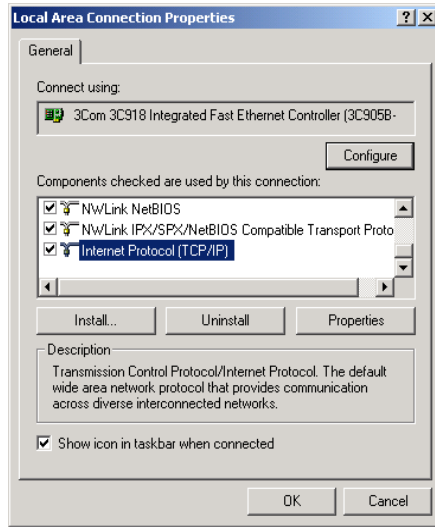 Local Area Connection Properties
General
Connect using:
3Com 3C918 Integrated Fast Ethernet Controller (3C905B-
Configure
Components checked are used by this connection:
NWLink NetBIOS
NWLink IPX/SPX/NetBIOS Compatible Transport Proto
Internet Protocol (TCP/IP)
Install... Uninstall Properties
Description
Transmission Control Protocol/Internet Protocol. The default
wide area network protocol that provides communication
across diverse interconnected networks.
Show icon in taskbar when connected
OK Cancel